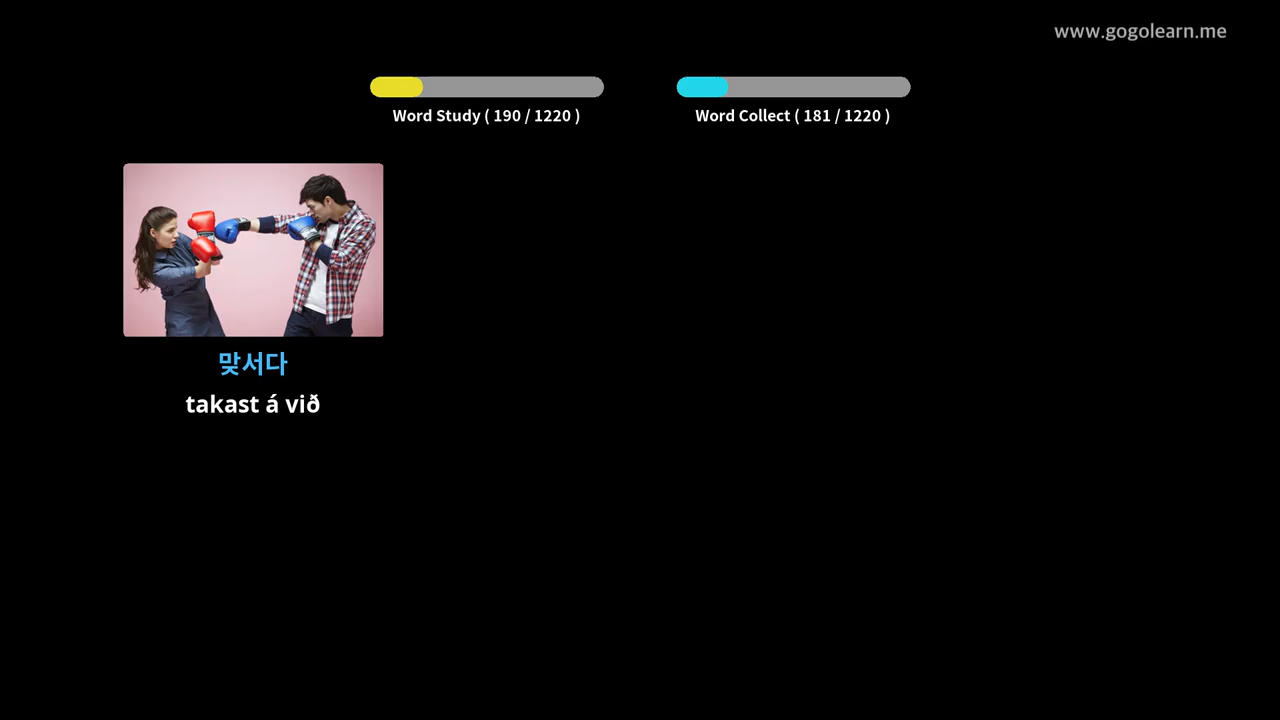 www.gogolearn.me
Word Study ( 190 / 1220 )
Word Collect ( 181 / 1220 )
맞서다
takast á við